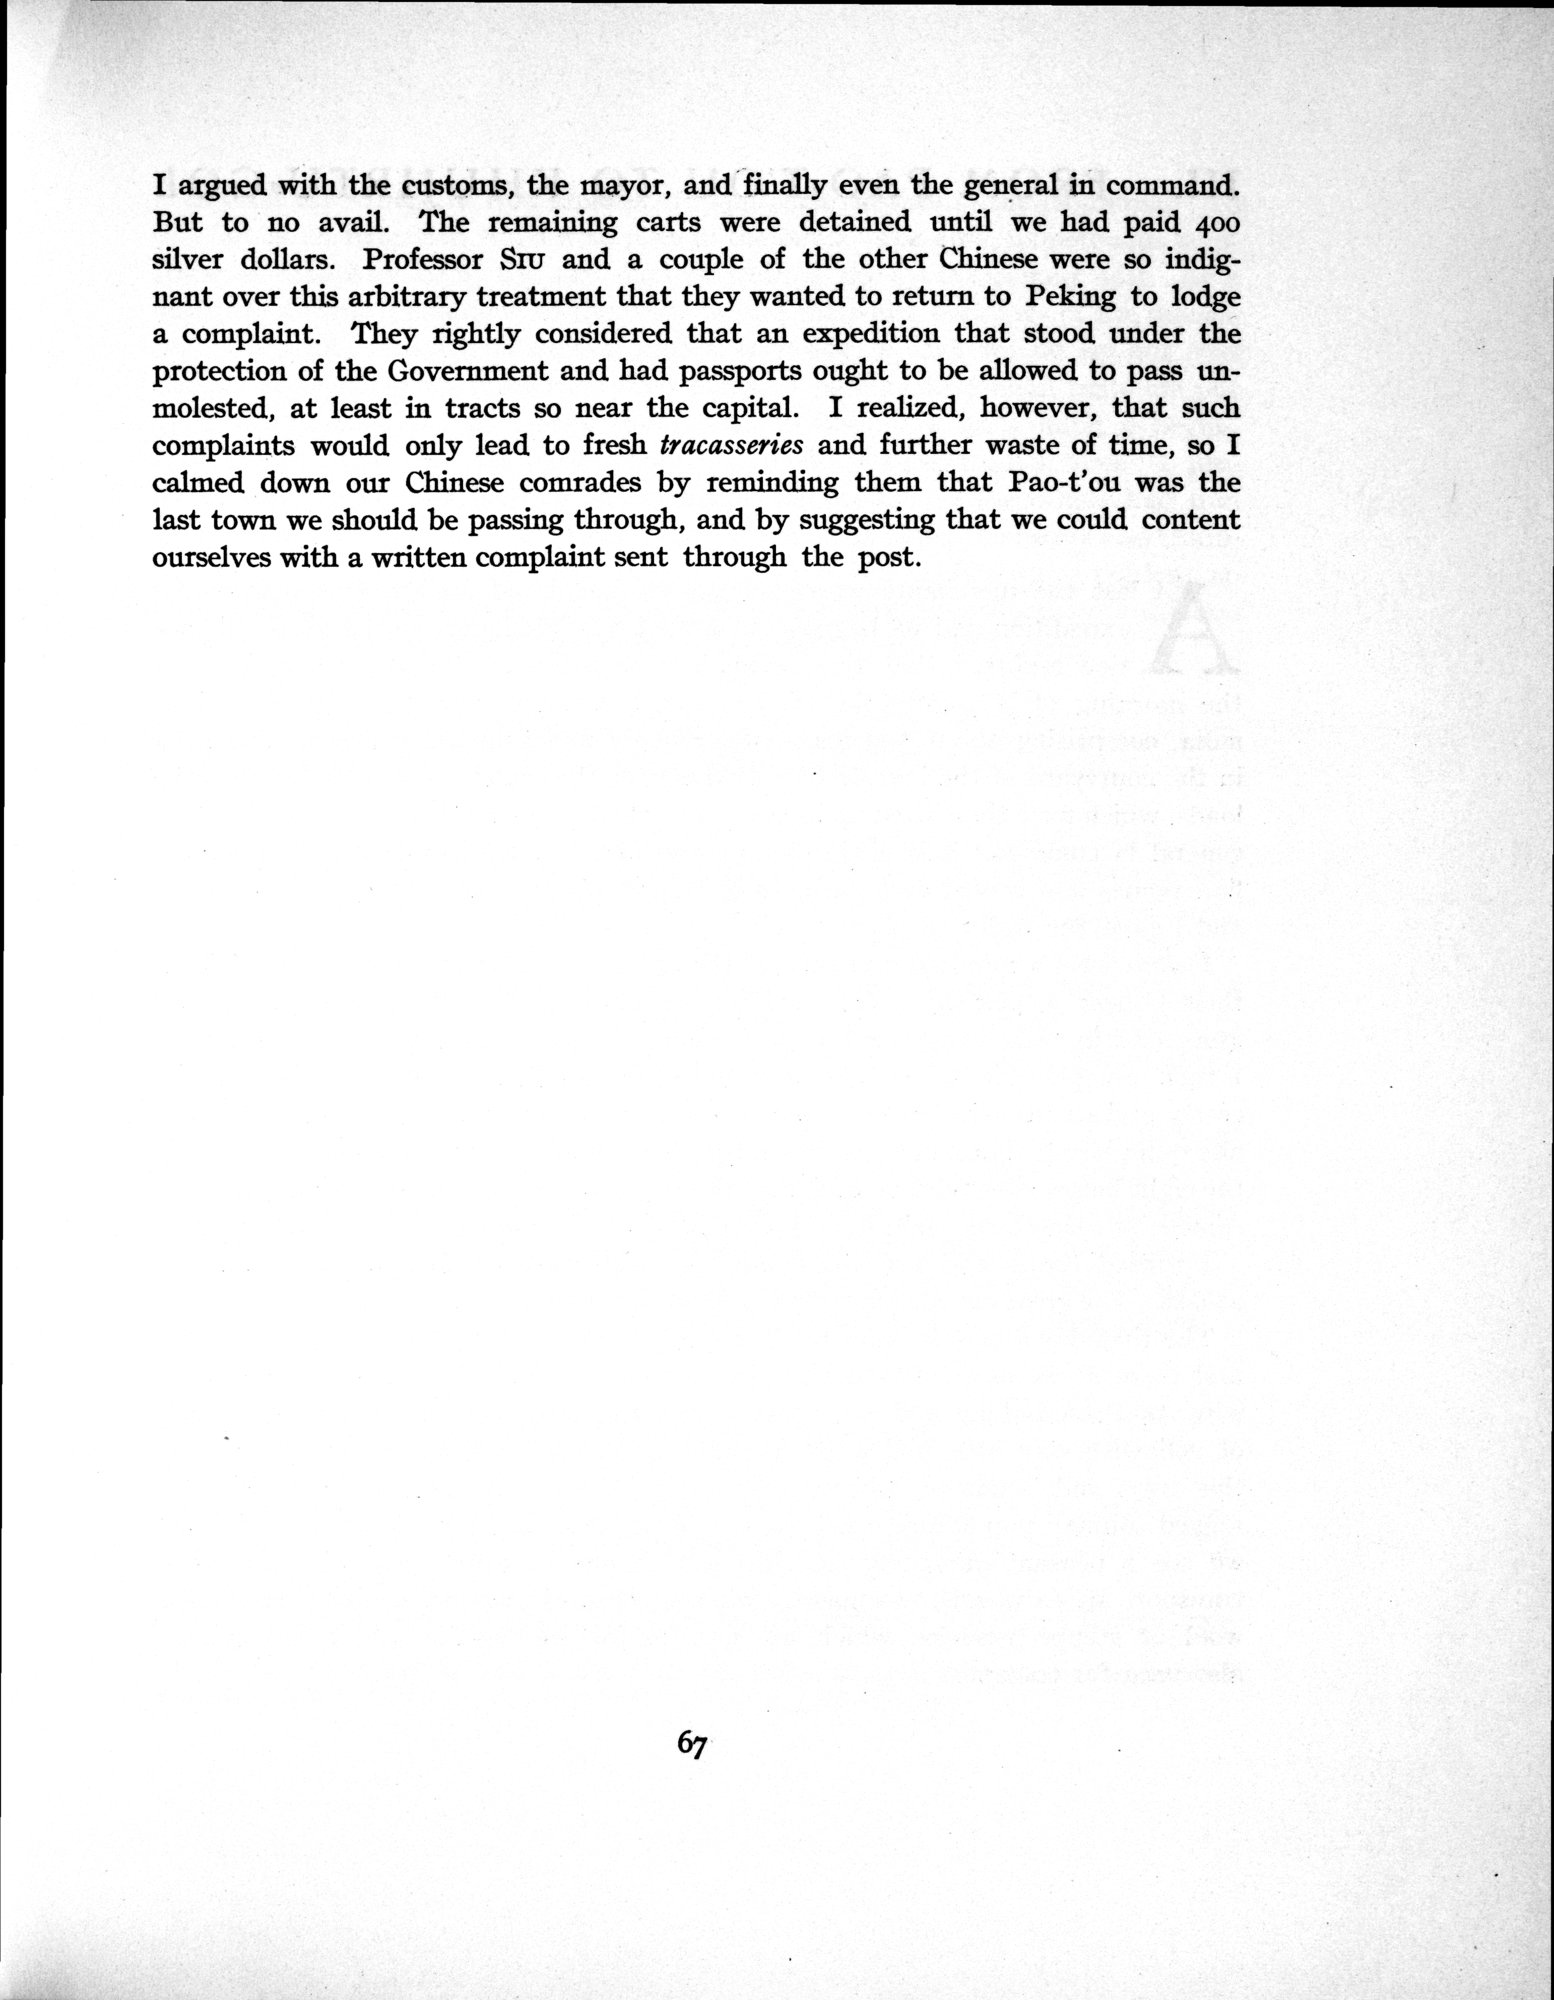 I argued with the customs, the mayor, and finally even the general in command.
But to no avail. The remaining carts were detained until we had paid 400
silver dollars. Professor SIU and a couple of the other Chinese were so indig-
nant over this arbitrary treatment that they wanted to return to Peking to lodge
a complaint. They rightly considered that an expedition that stood under the
protection of the Government and had passports ought to be allowed to pass un-
molested, at least in tracts so near the capital. I realized, however, that such
complaints would only lead to fresh tracasseries and further waste of time, so I
calmed down our Chinese comrades by reminding them that Pao-t'ou was the
last town we should be passing through, and by suggesting that we could content
ourselves with a written complaint sent through the post.
67